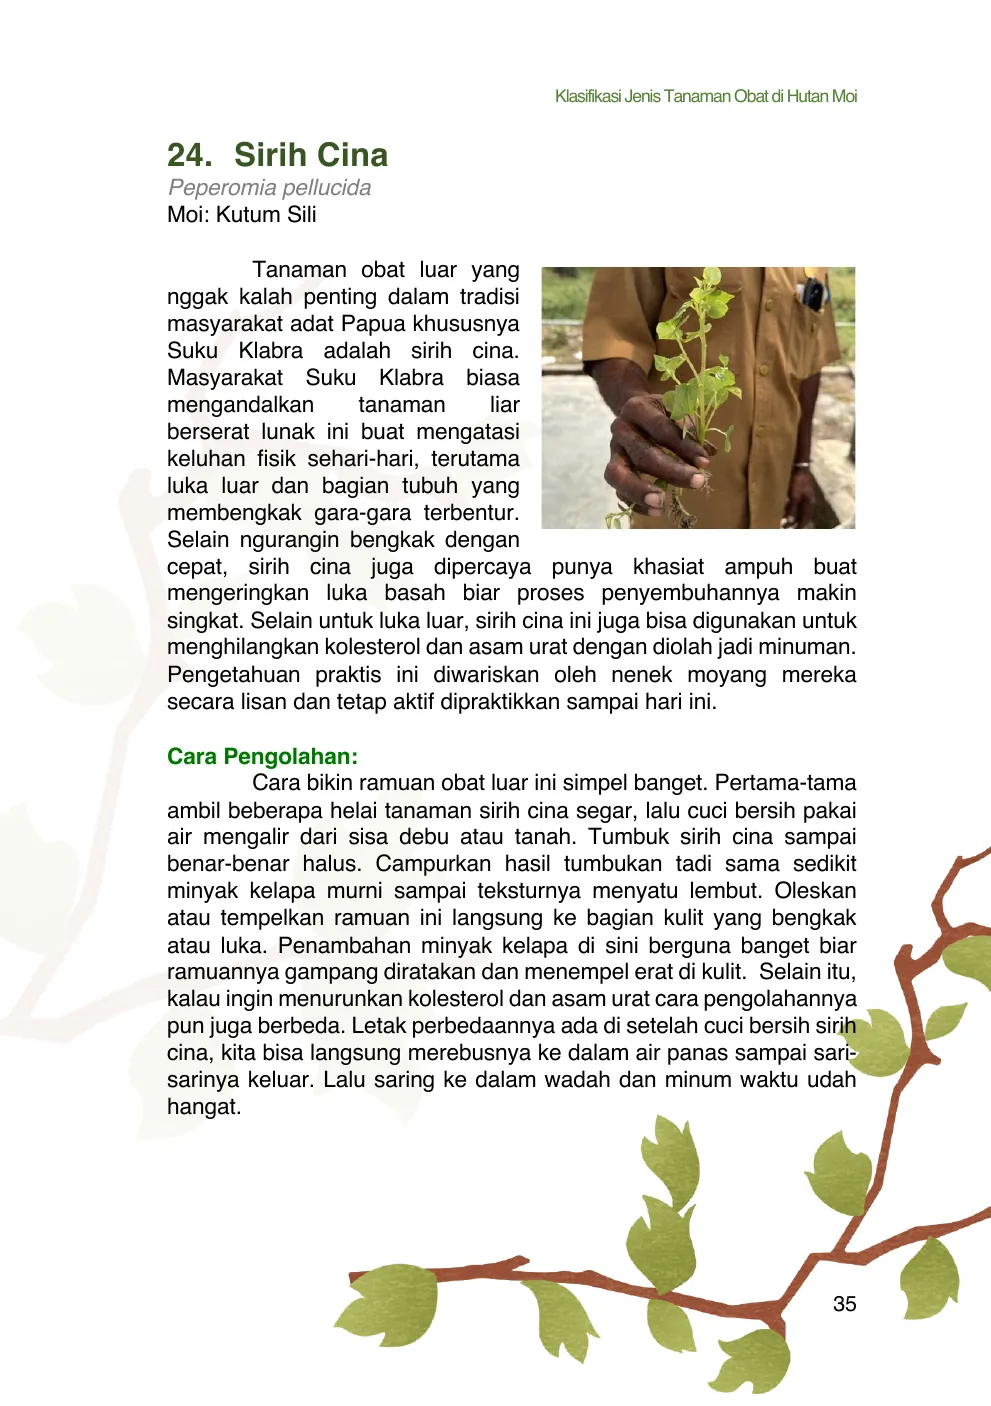 Klasifikasi Jenis Tanaman Obat di Hutan Moi
24. Sirih Cina
Peperomia pellucida
Moi: Kutum Sili
Tanaman obat luar yang
nggak kalah penting dalam tradisi
masyarakat adat Papua khususnya
Suku Klabra adalah sirih cina.
Masyarakat Suku Klabra biasa
mengandalkan tanaman liar
berserat lunak ini buat mengatasi
keluhan fisik sehari-hari, terutama
luka luar dan bagian tubuh yang
membengkak gara-gara terbentur.
Selain ngurangin bengkak dengan
cepat, sirih cina juga dipercaya punya khasiat ampuh buat
mengeringkan luka basah biar proses penyembuhannya makin
singkat. Selain untuk luka luar, sirih cina ini juga bisa digunakan untuk
menghilangkan kolesterol dan asam urat dengan diolah jadi minuman.
Pengetahuan praktis ini diwariskan oleh nenek moyang mereka
secara lisan dan tetap aktif dipraktikkan sampai hari ini.
Cara Pengolahan:
Cara bikin ramuan obat luar ini simpel banget. Pertama-tama
ambil beberapa helai tanaman sirih cina segar, lalu cuci bersih pakai
air mengalir dari sisa debu atau tanah. Tumbuk sirih cina sampai
benar-benar halus. Campurkan hasil tumbukan tadi sama sedikit
minyak kelapa murni sampai teksturnya menyatu lembut. Oleskan
atau tempelkan ramuan ini langsung ke bagian kulit yang bengkak
atau luka. Penambahan minyak kelapa di sini berguna banget biar
ramuannya gampang diratakan dan menempel erat di kulit.  Selain itu,
kalau ingin menurunkan kolesterol dan asam urat cara pengolahannya
pun juga berbeda. Letak perbedaannya ada di setelah cuci bersih sirih
cina, kita bisa langsung merebusnya ke dalam air panas sampai sari-
sarinya keluar. Lalu saring ke dalam wadah dan minum waktu udah
hangat.
35